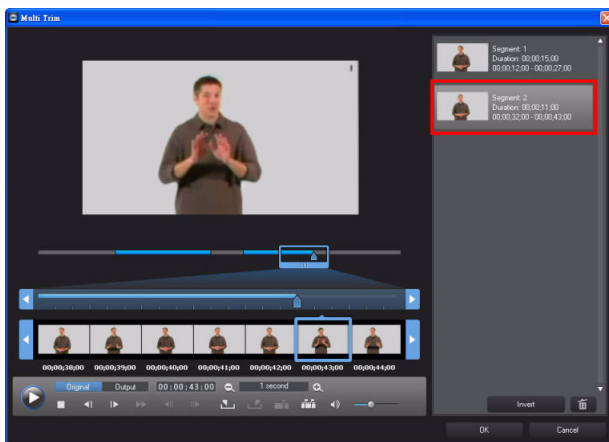 Multi Trim
Segment: 1
Duration: 00;00;15;00
00;00;12;00 - 00;00;27;00
Segment: 2
Duration: 00;00;11;00
00;00;32;00 - 00;00;43;00
00;00;38;00 00;00;39;00 00;00;40;00 00;00;41;00 00;00;42;00 00;00;43;00 00;00;44;00
Original Output 00;00;43;00 1 second
Invert
OK Cancel